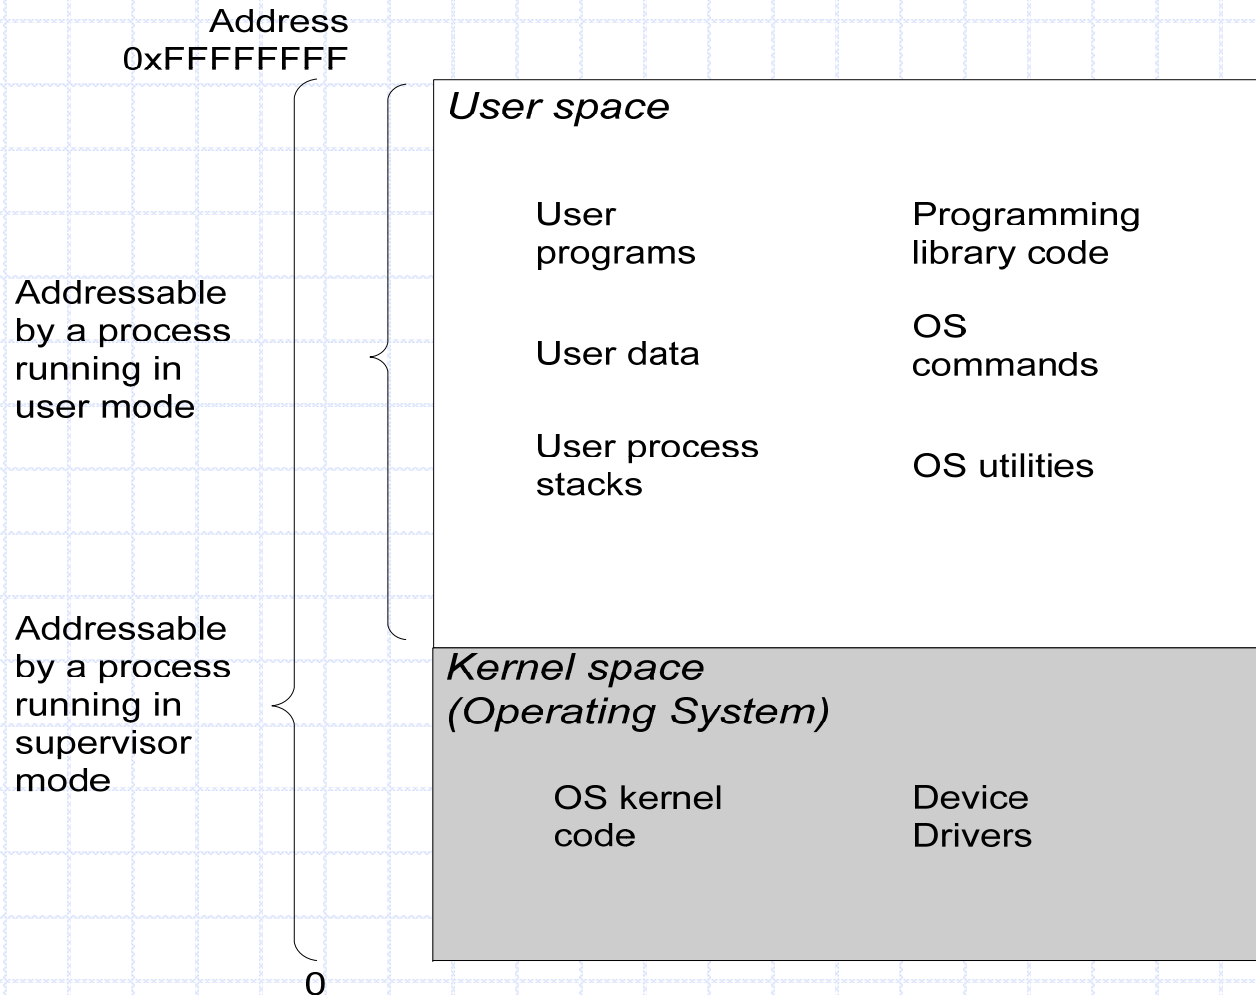 Address
0xFFFFFFFF
User space
User
programs
Programming
library code
Addressable
by a process
running in
user mode
User data
OS
commands
User process
stacks
OS utilities
Addressable
by a process
running in
supervisor
mode
Kernel space
(Operating System)
OS kernel
code
Device
Drivers
0